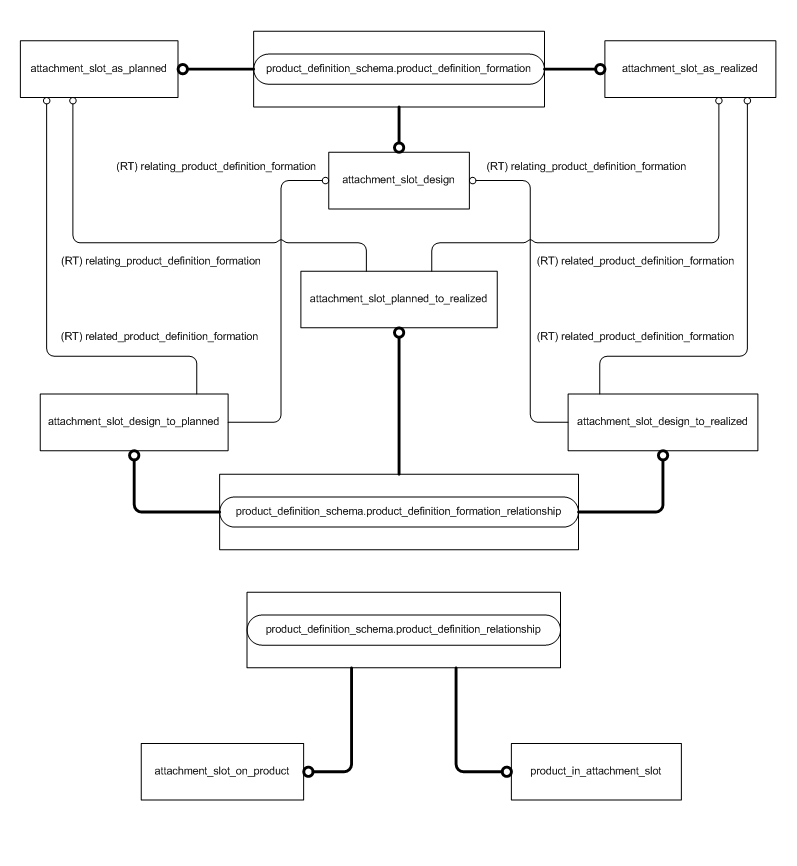 attachment_slot_as_planned
product_definition_schema.product_definition_formation
attachment_slot_as_realized
(RT) relating_product_definition_formation
attachment_slot_design
(RT) relating_product_definition_formation
(RT) relating_product_definition_formation
(RT) related_product_definition_formation
attachment_slot_planned_to_realized
(RT) related_product_definition_formation
(RT) related_product_definition_formation
attachment_slot_design_to_planned
attachment_slot_design_to_realized
product_definition_schema.product_definition_formation_relationship
product_definition_schema.product_definition_relationship
attachment_slot_on_product
product_in_attachment_slot